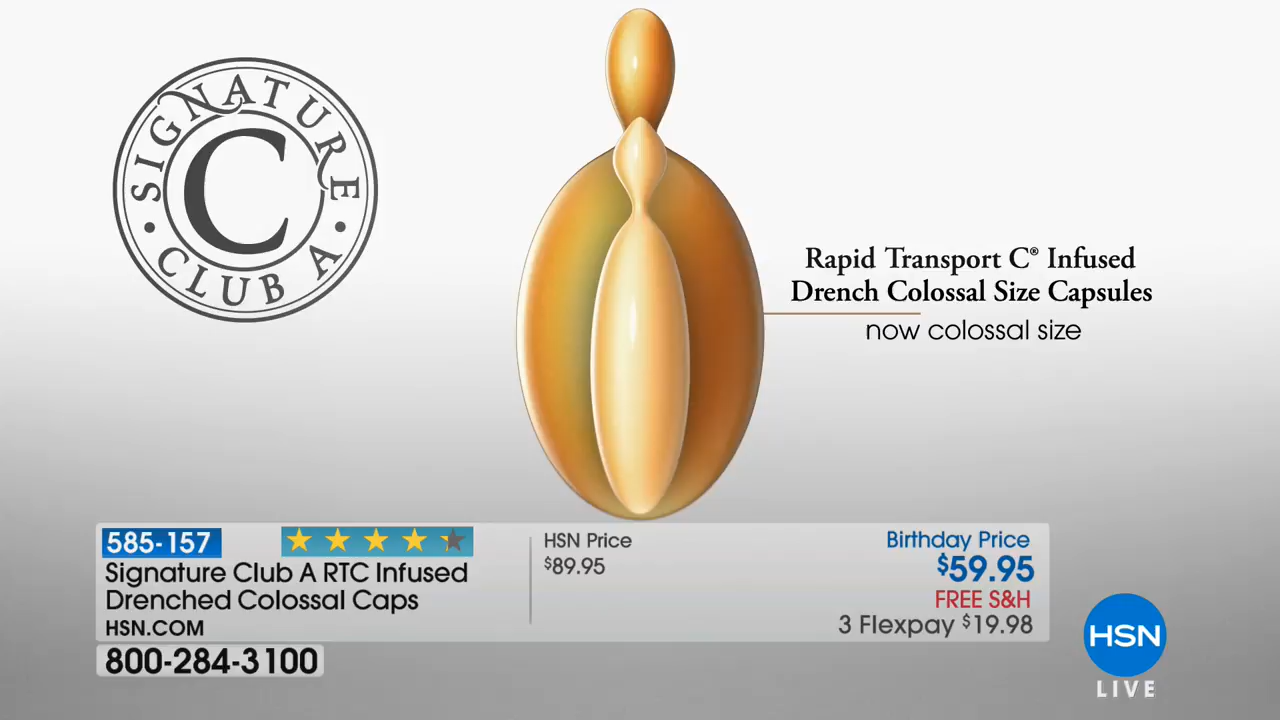 SIGNATURE
C
CLUB A
Rapid Transport C® Infused
Drench Colossal Size Capsules
now colossal size
585-157
Signature Club A RTC Infused
Drenched Colossal Caps
HSN.COM
800-284-3100
HSN Price
$89.95
Birthday Price
$59.95
FREE S&H
3 Flexpay $19.98
HSN
LIVE